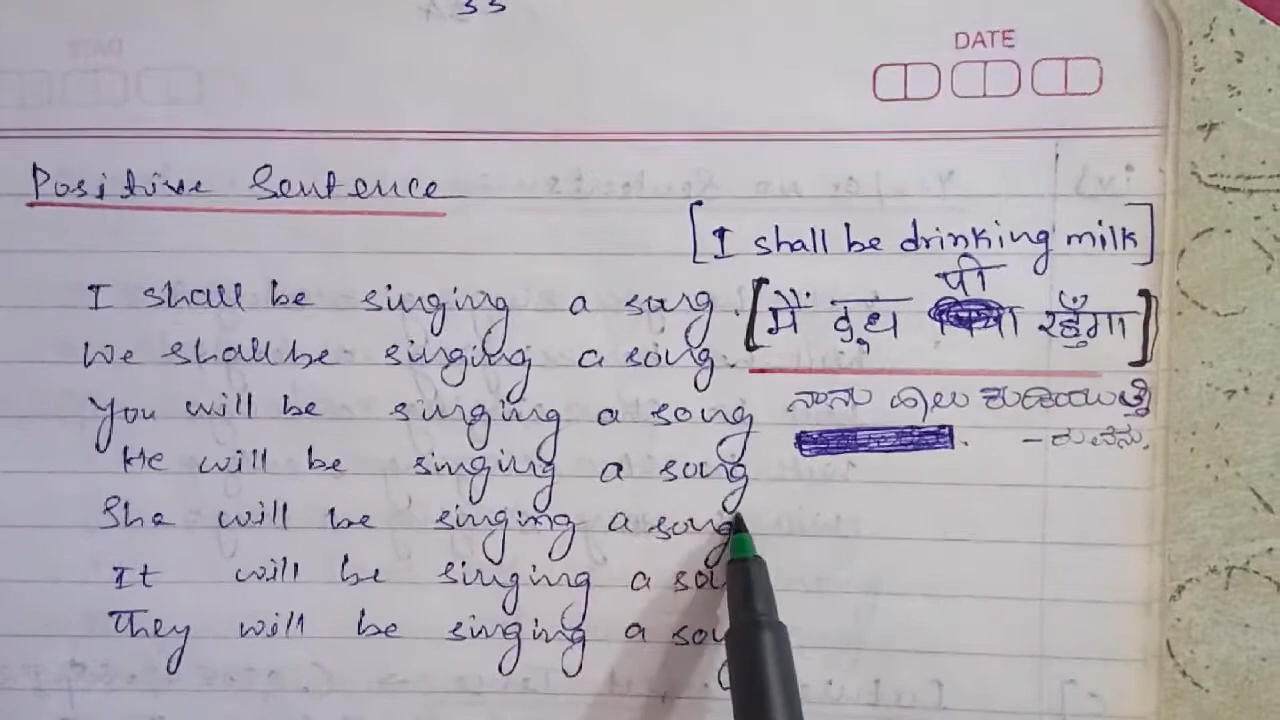 33
DATE
Positive Sentence
[I shall be drinking milk]
पी
I shall be singing a song. [मैं दूध रहुँगा]
We shall be singing a song.
You will be singing a song ನಾನು ಹಾಲು ಕುಡಿಯುತ್ತಿ
-ರುವೆನು.
He will be singing a song
She will be singing a song
It will be singing a
They will be singing a